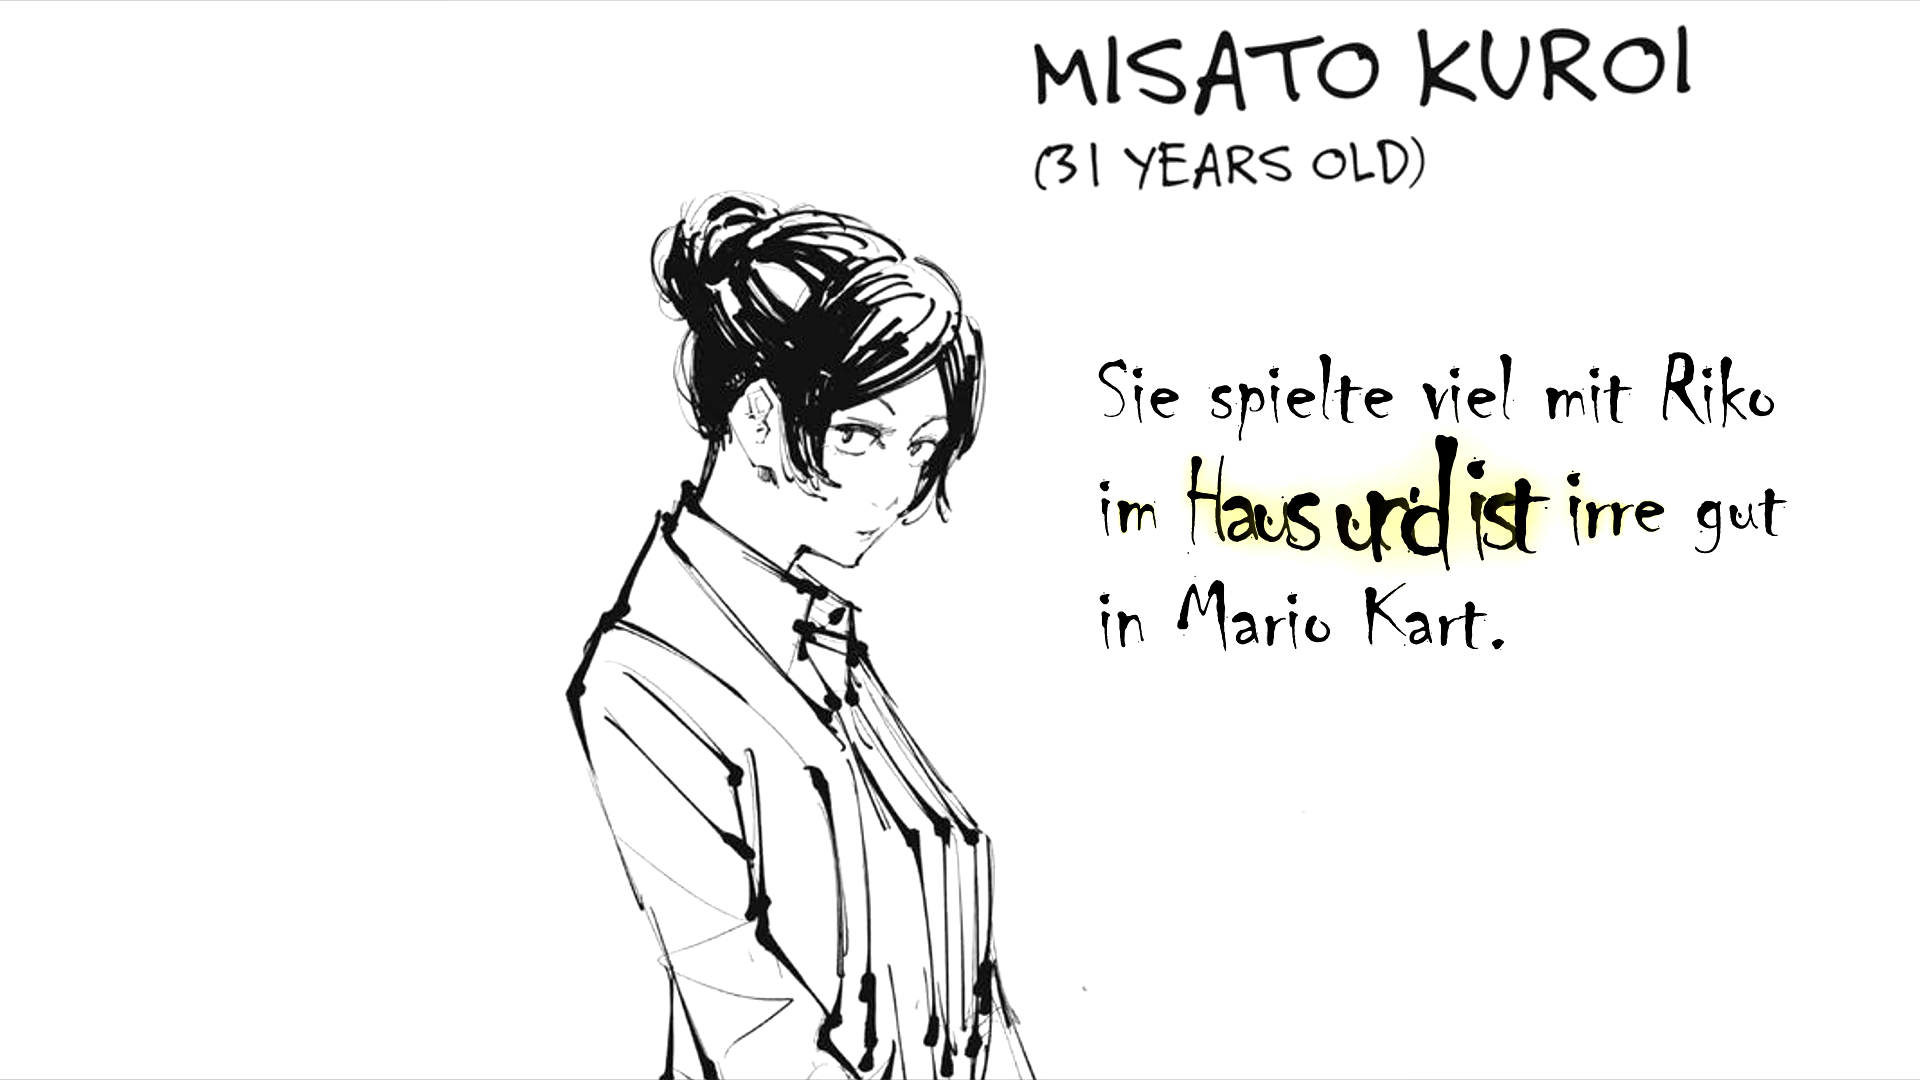 MISATO KUROI
(31 YEARS OLD)
Sie spielte viel mit Riko
im Haus und ist irre gut
in Mario Kart.